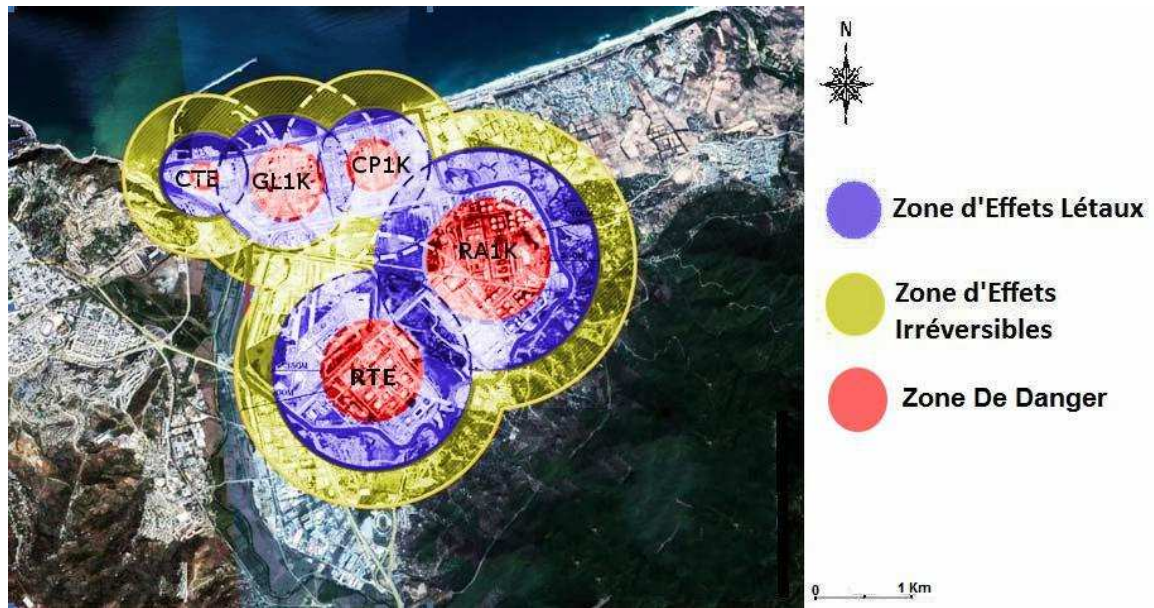 N
CTE
GL1K
CP1K
RA1K
RTE
Zone d'Effets Létaux
Zone d'Effets
Irréversibles
Zone De Danger
0 1 Km